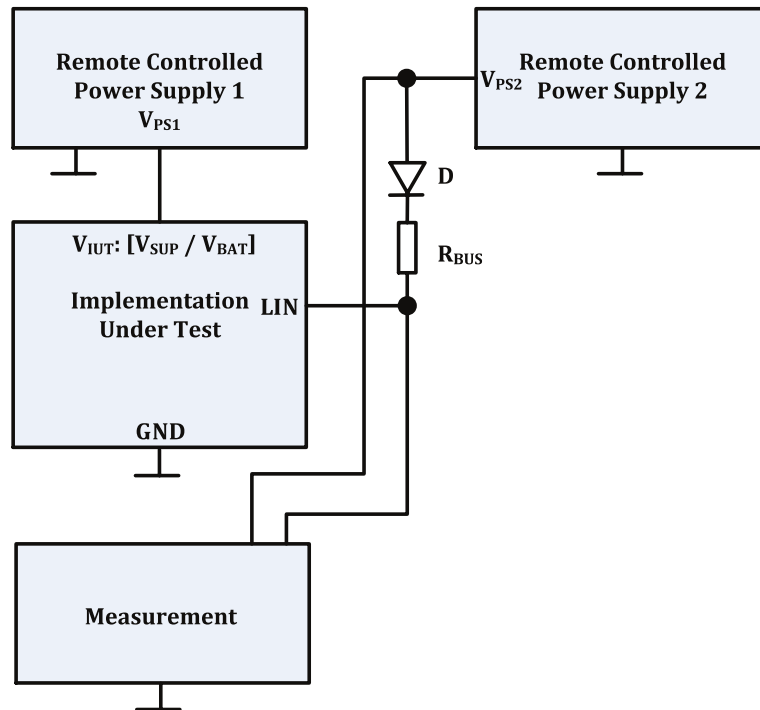 Remote Controlled
Power Supply 1
VPS1
VPS2
Remote Controlled
Power Supply 2
D
RBUS
VIUT: [VSUP / VBAT]
Implementation
Under Test
LIN
GND
Measurement